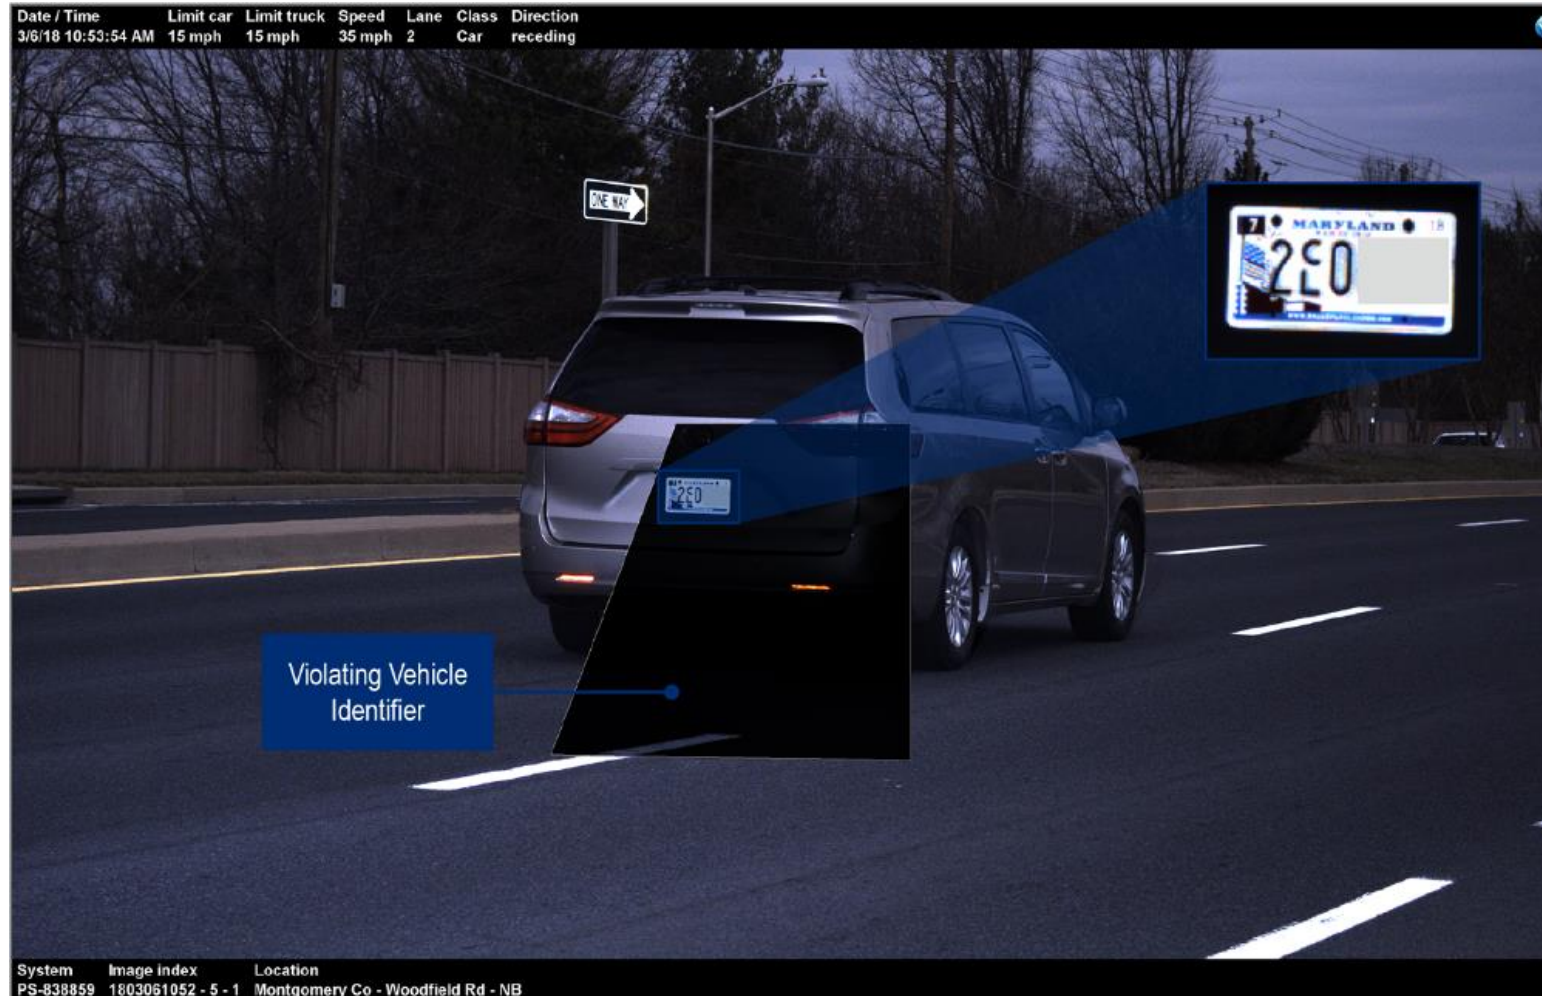 Date / Time Limit car Limit truck Speed Lane Class Direction
3/6/18 10:53:54 AM 15 mph 15 mph 35 mph 2 Car receding
ONE WAY
7 MARYLAND 18
2CL0
2CL0
Violating Vehicle
Identifier
System Image index Location
PS-838859 1803061052 - 5 - 1 Montgomery Co - Woodfield Rd - NB